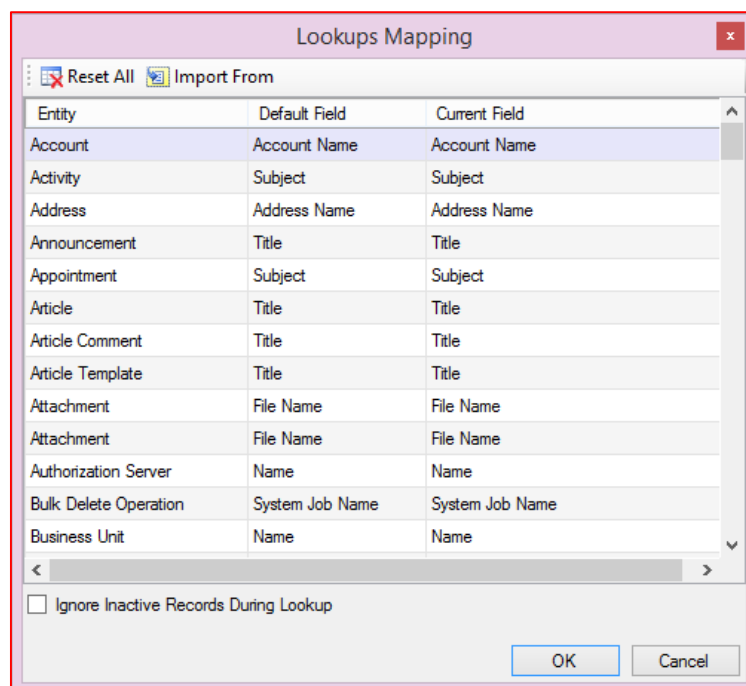 Lookups Mapping
x
Reset All Import From
Entity Default Field Current Field
Account Account Name Account Name
Activity Subject Subject
Address Address Name Address Name
Announcement Title Title
Appointment Subject Subject
Article Title Title
Article Comment Title Title
Article Template Title Title
Attachment File Name File Name
Attachment File Name File Name
Authorization Server Name Name
Bulk Delete Operation System Job Name System Job Name
Business Unit Name Name
Ignore Inactive Records During Lookup
OK Cancel